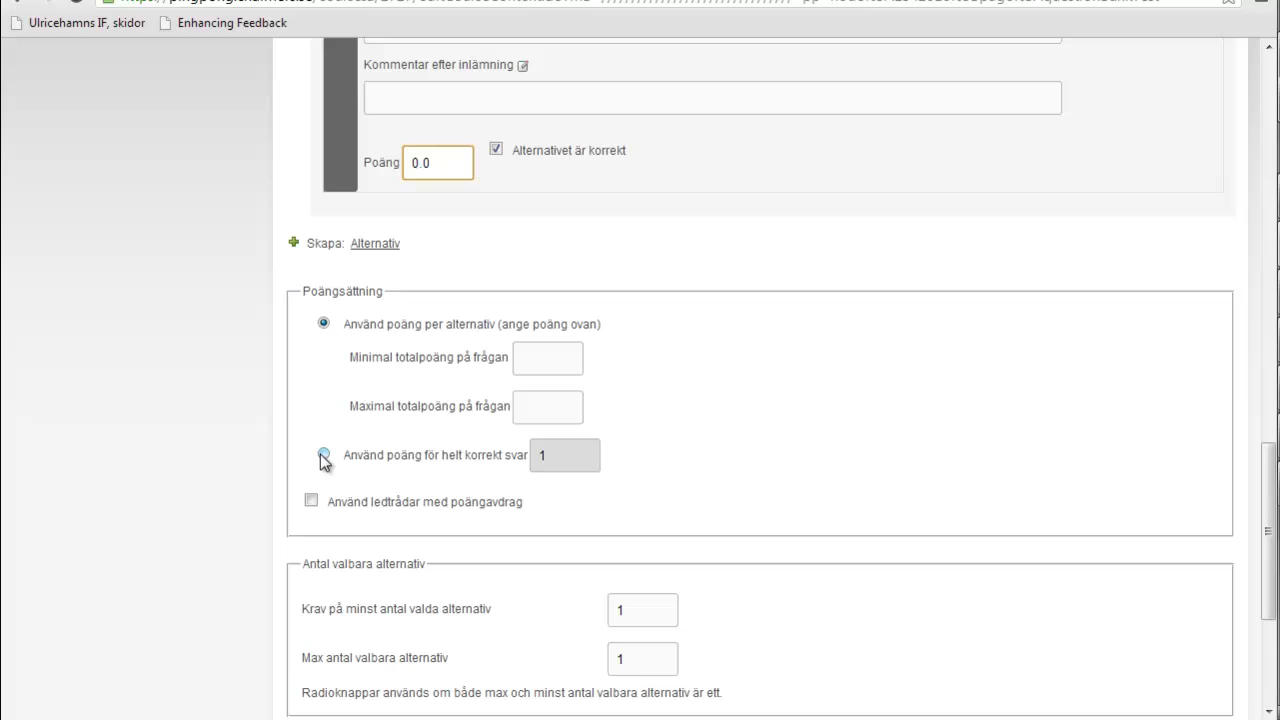 Ulricehamns IF, skidor
Enhancing Feedback
Kommentar efter inlämning
Poäng 0.0
Alternativet är korrekt
Skapa: Alternativ
Poängsättning
Använd poäng per alternativ (ange poäng ovan)
Minimal totalpoäng på frågan
Maximal totalpoäng på frågan
Använd poäng för helt korrekt svar 1
Använd ledtrådar med poängavdrag
Antal valbara alternativ
Krav på minst antal valda alternativ 1
Max antal valbara alternativ 1
Radioknappar används om både max och minst antal valbara alternativ är ett.